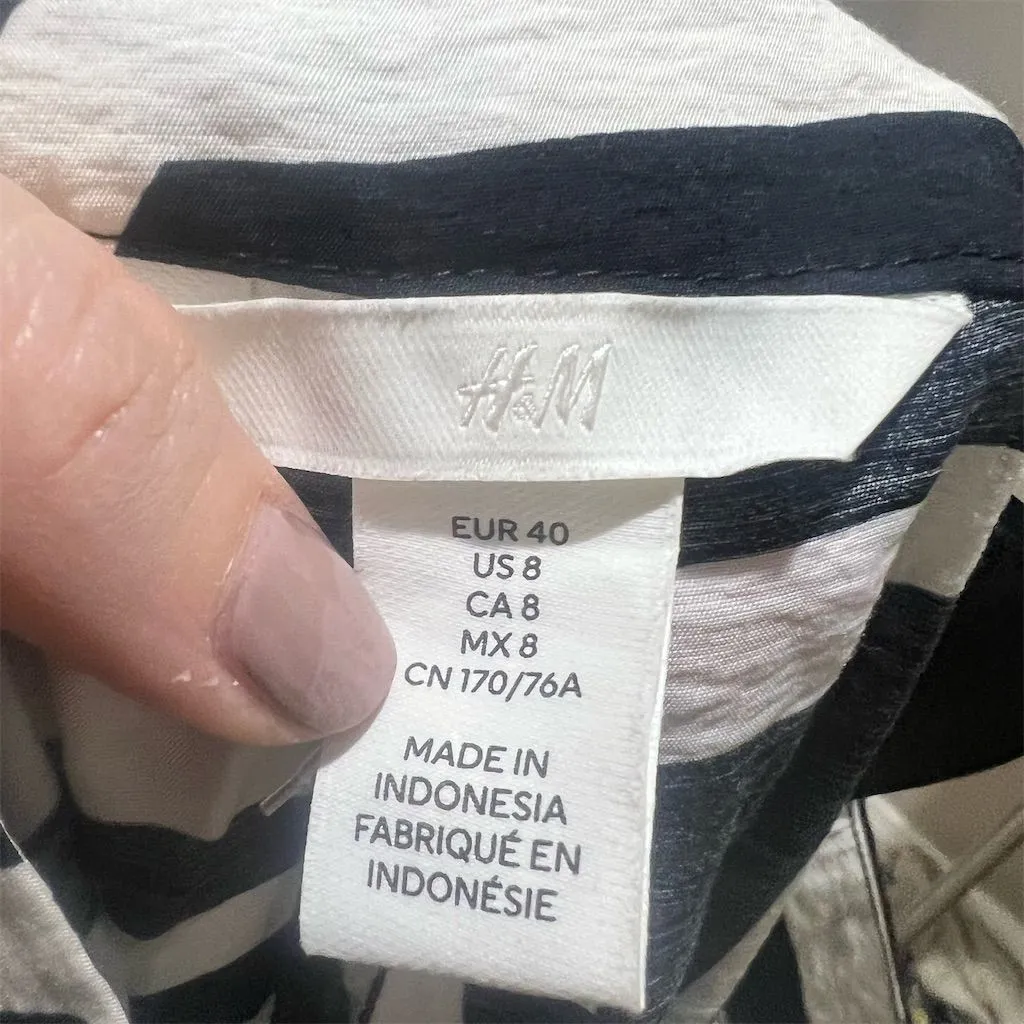 H&M
EUR 40
US 8
CA 8
MX 8
CN 170/76A
MADE IN
INDONESIA
FABRIQUÉ EN
INDONÉSIE